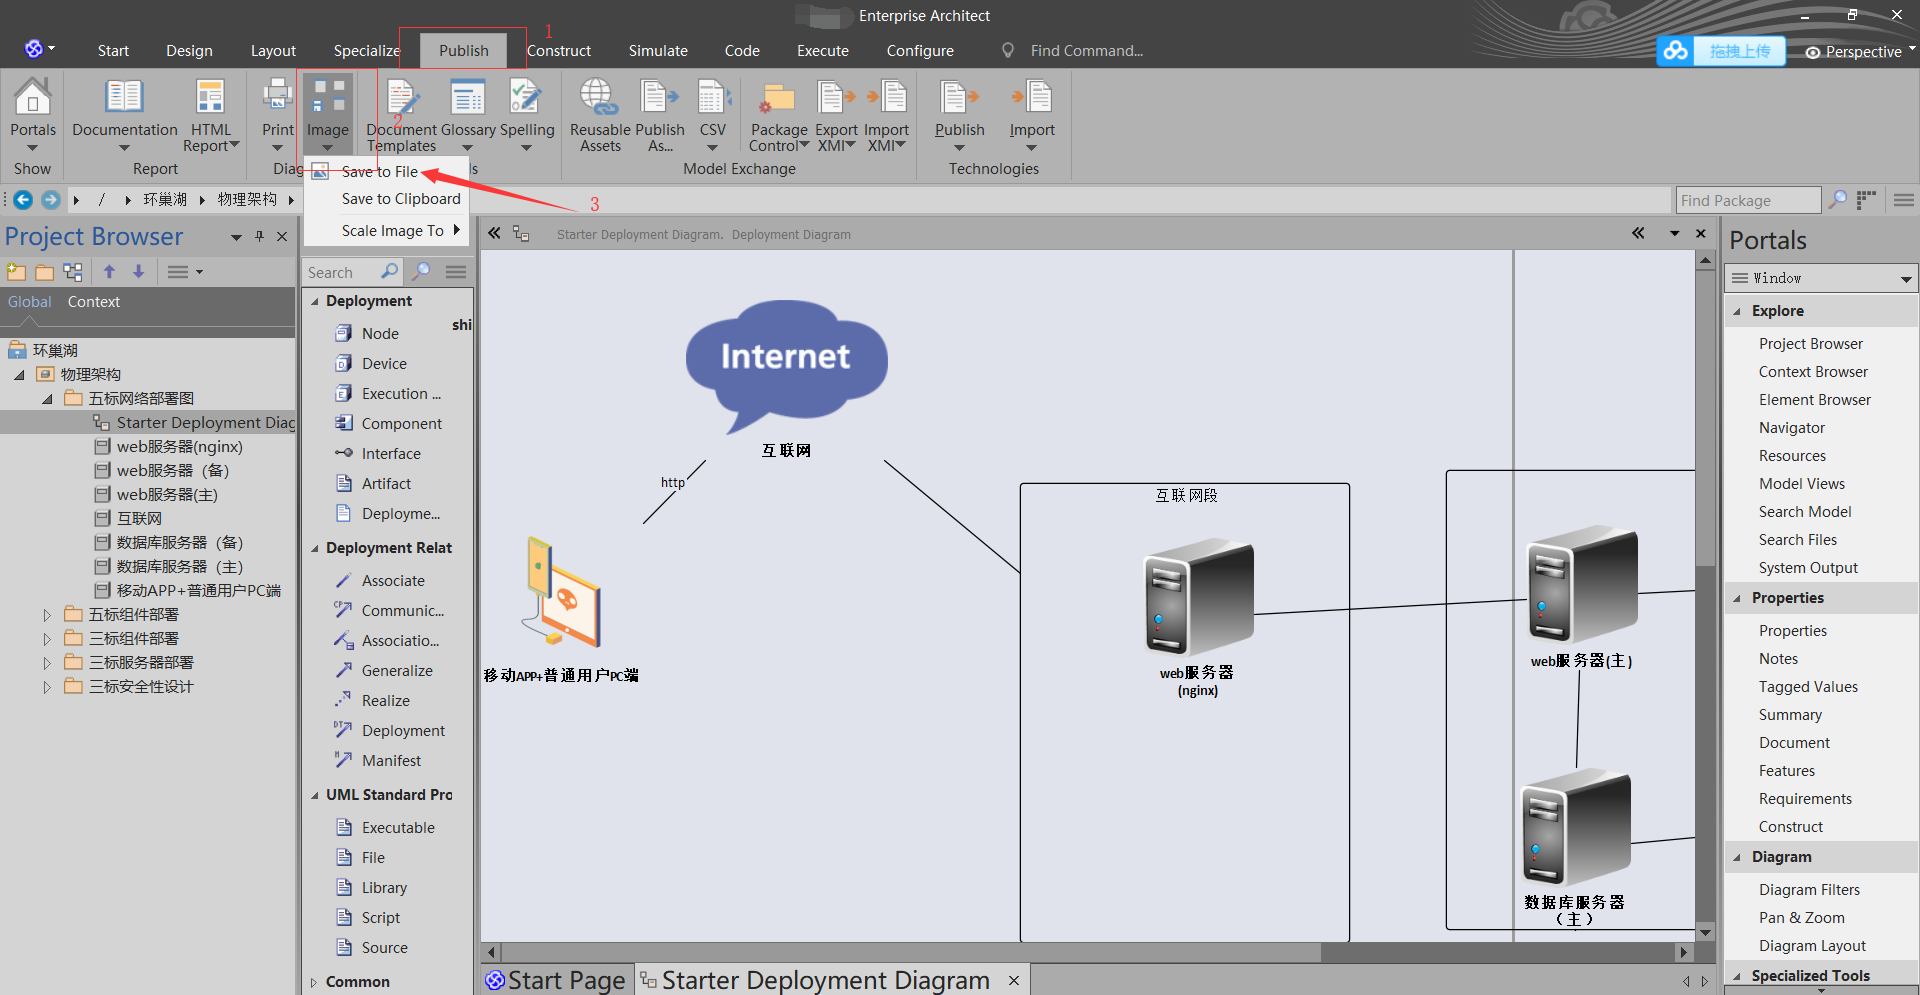 Enterprise Architect
Start Design Layout Specialize Publish Construct Simulate Code Execute Configure Find Command...
1
拖拽上传
Perspective
Portals
Documentation
HTML Report
Print
Image
Document Templates
Glossary
Spelling
Reusable Assets
Publish As...
CSV
Package Control
Export XMI
Import XMI
Publish
Import
2
Show
Report
Diag
ls
Model Exchange
Technologies
Save to File
Save to Clipboard
Scale Image To
3
/ 环巢湖 物理架构
Find Package
Project Browser
Global Context
环巢湖
物理架构
五标网络部署图
Starter Deployment Diag
web服务器(nginx)
web服务器（备）
web服务器(主)
互联网
数据库服务器（备）
数据库服务器（主）
移动APP+普通用户PC端
五标组件部署
三标组件部署
三标服务器部署
三标安全性设计
Search
Deployment
shi
Node
Device
Execution ...
Component
Interface
Artifact
Deployme...
Deployment Relat
Associate
Communic...
Associatio...
Generalize
Realize
Deployment
Manifest
UML Standard Pro
Executable
File
Library
Script
Source
Common
Starter Deployment Diagram. Deployment Diagram
Internet
互联网
http
移动APP+普通用户PC端
互联网段
web服务器
(nginx)
web服务器(主)
数据库服务器
（主）
Start Page
Starter Deployment Diagram
Portals
Window
Explore
Project Browser
Context Browser
Element Browser
Navigator
Resources
Model Views
Search Model
Search Files
System Output
Properties
Properties
Notes
Tagged Values
Summary
Document
Features
Requirements
Construct
Diagram
Diagram Filters
Pan & Zoom
Diagram Layout
Specialized Tools